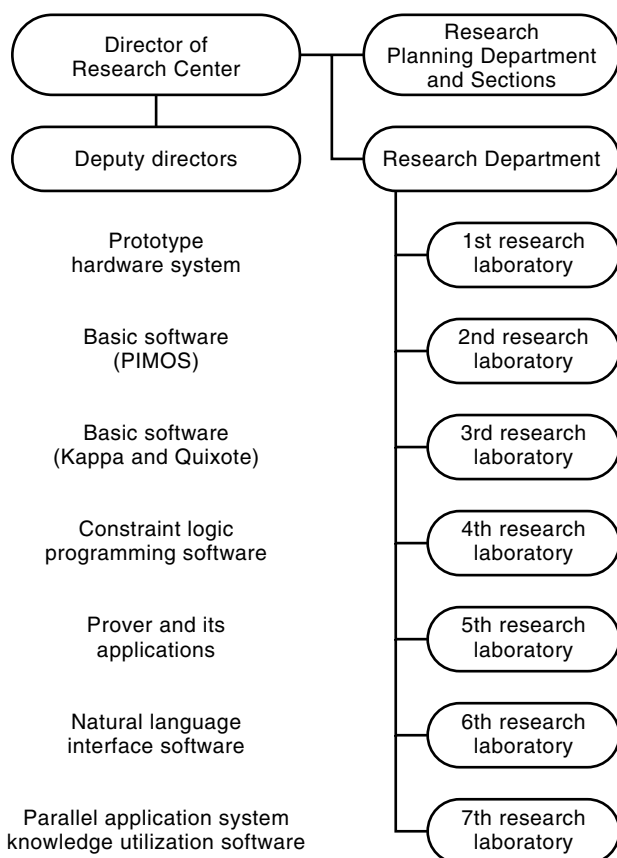 Director of
Research Center
Research
Planning Department
and Sections
Deputy directors
Research Department
Prototype
hardware system
1st research
laboratory
Basic software
(PIMOS)
2nd research
laboratory
Basic software
(Kappa and Quixote)
3rd research
laboratory
Constraint logic
programming software
4th research
laboratory
Prover and its
applications
5th research
laboratory
Natural language
interface software
6th research
laboratory
Parallel application system
knowledge utilization software
7th research
laboratory